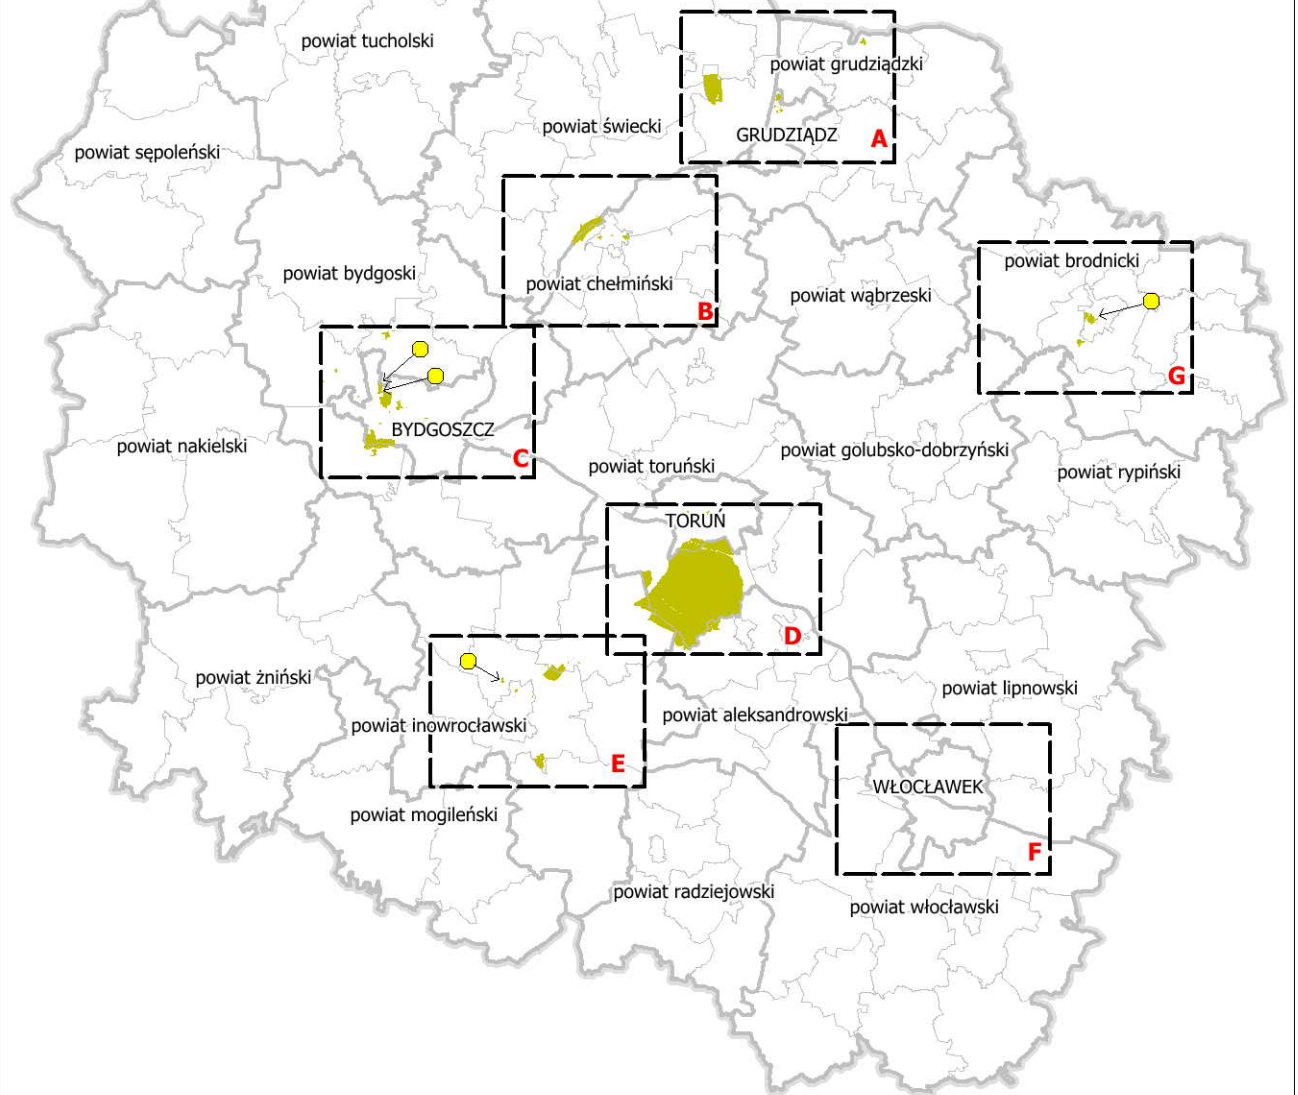 powiat tucholski
powiat grudziądzki
powiat świecki
GRUDZIĄDZ
A
powiat sępoleński
powiat brodnicki
powiat bydgoski
powiat chełmiński
powiat wąbrzeski
B
G
BYDGOSZCZ
powiat nakielski
powiat golubsko-dobrzyński
C
powiat toruński
powiat rypiński
TORUŃ
D
powiat żniński
powiat lipnowski
powiat aleksandrowski
powiat inowrocławski
E
WŁOCŁAWEK
powiat mogileński
F
powiat radziejowski
powiat włocławski